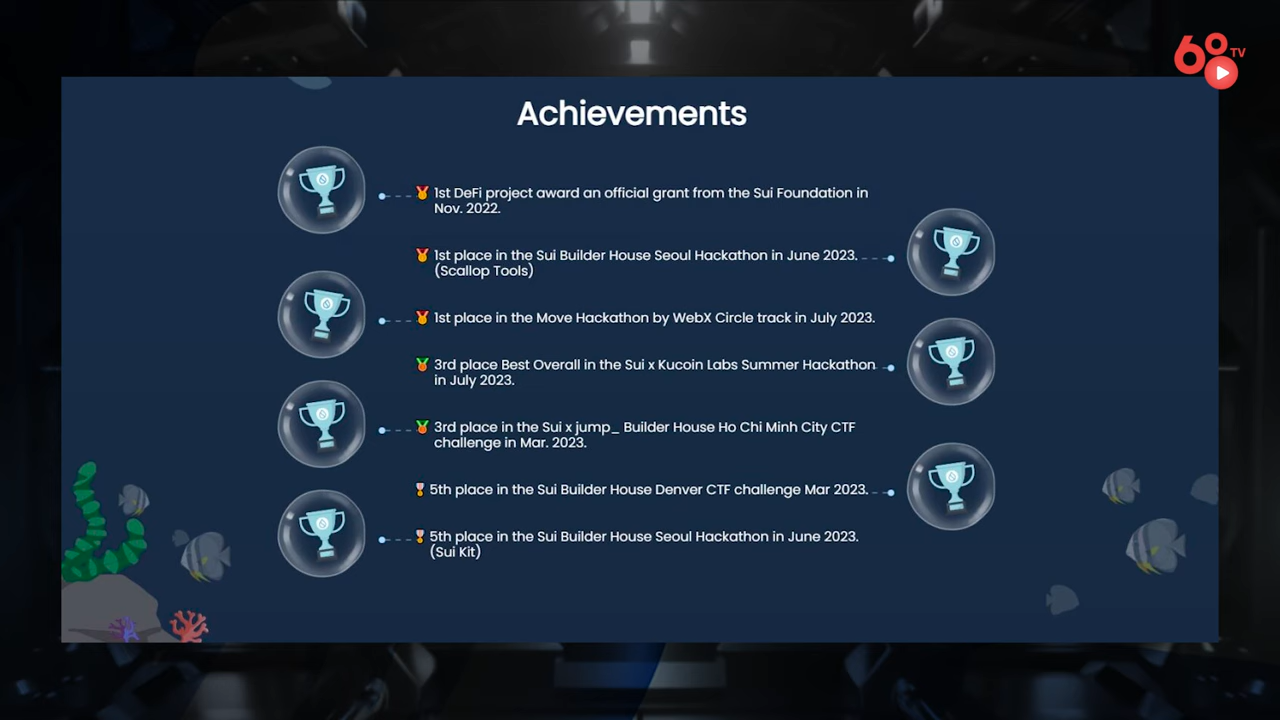 68 TV
Achievements
1st DeFi project award an official grant from the Sui Foundation in
Nov. 2022.
1st place in the Sui Builder House Seoul Hackathon in June 2023.
(Scallop Tools)
1st place in the Move Hackathon by WebX Circle track in July 2023.
3rd place Best Overall in the Sui x Kucoin Labs Summer Hackathon
in July 2023.
3rd place in the Sui x jump_ Builder House Ho Chi Minh City CTF
challenge in Mar. 2023.
5th place in the Sui Builder House Denver CTF challenge Mar 2023.
5th place in the Sui Builder House Seoul Hackathon in June 2023.
(Sui Kit)